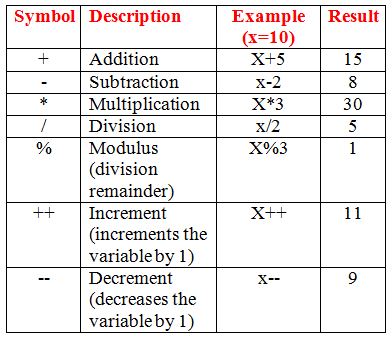 Symbol Description Example Result
(x=10)
+ Addition X+5 15
- Subtraction x-2 8
* Multiplication X*3 30
/ Division x/2 5
% Modulus X%3 1
(division
remainder)
++ Increment X++ 11
(increments the
variable by 1)
-- Decrement x-- 9
(decreases the
variable by 1)